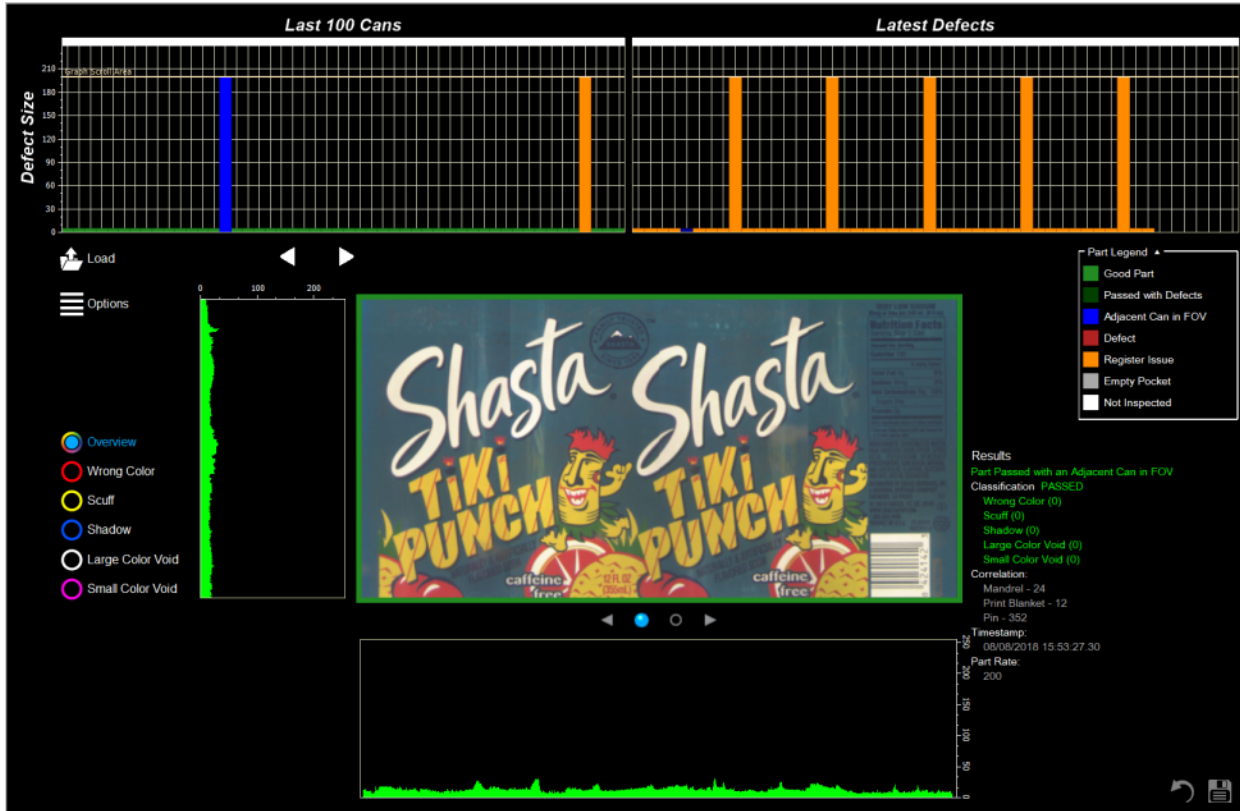 Last 100 Cans
Latest Defects
Defect Size
210
180
150
120
90
60
30
0
Graph Scroll Area
Load
Options
0 100 200
Part Legend
Good Part
Passed with Defects
Adjacent Can in FOV
Defect
Register Issue
Empty Pocket
Not Inspected
Overview
Wrong Color
Scuff
Shadow
Large Color Void
Small Color Void
Shasta
TiKi
PUNCH
caffeine
free
12 FL OZ
(355mL)
Shasta
TiKi
PUNCH
caffeine
free
Nutrition Facts
Results
Part Passed with an Adjacent Can in FOV
Classification PASSED
Wrong Color (0)
Scuff (0)
Shadow (0)
Large Color Void (0)
Small Color Void (0)
Correlation:
Mandrel - 24
Print Blanket - 12
Pin - 352
Timestamp:
08/08/2018 15:53:27.30
Part Rate:
200
250
200
150
100
50
0